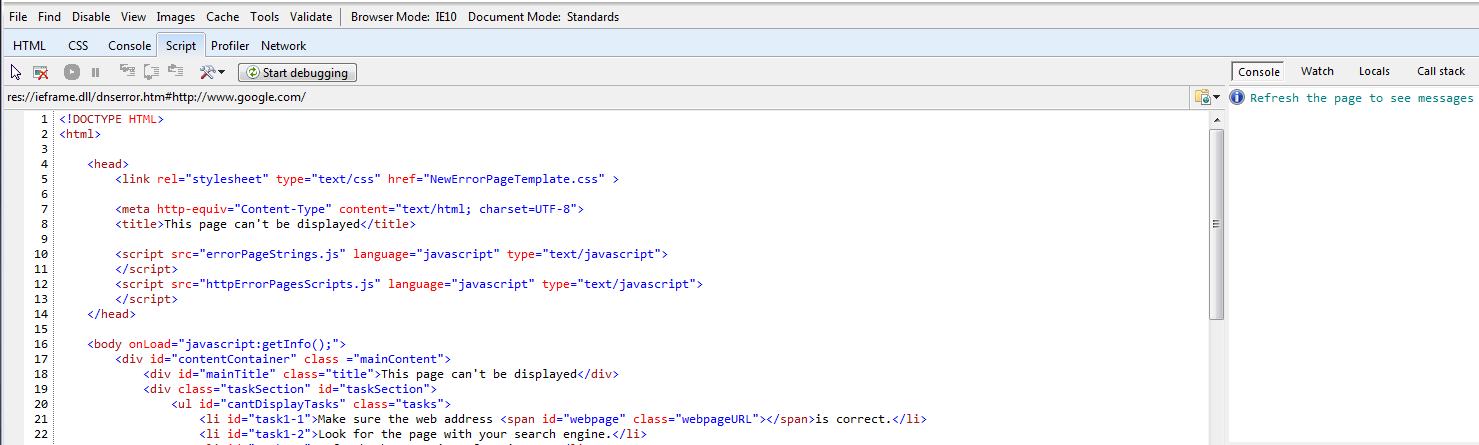 File Find Disable View Images Cache Tools Validate Browser Mode: IE10 Document Mode: Standards
HTML CSS Console Script Profiler Network
Start debugging
Console Watch Locals Call stack
res://ieframe.dll/dnserror.htm#http://www.google.com/
Refresh the page to see messages
1 <!DOCTYPE HTML>
2 <html>
3
4 <head>
5 <link rel="stylesheet" type="text/css" href="NewErrorPageTemplate.css" >
6
7 <meta http-equiv="Content-Type" content="text/html; charset=UTF-8">
8 <title>This page can't be displayed</title>
9
10 <script src="errorPageStrings.js" language="javascript" type="text/javascript">
11 </script>
12 <script src="httpErrorPagesScripts.js" language="javascript" type="text/javascript">
13 </script>
14 </head>
15
16 <body onLoad="javascript:getInfo();">
17 <div id="contentContainer" class ="mainContent">
18 <div id="mainTitle" class="title">This page can't be displayed</div>
19 <div class="taskSection" id="taskSection">
20 <ul id="cantDisplayTasks" class="tasks">
21 <li id="task1-1">Make sure the web address <span id="webpage" class="webpageURL"></span>is correct.</li>
22 <li id="task1-2">Look for the page with your search engine.</li>